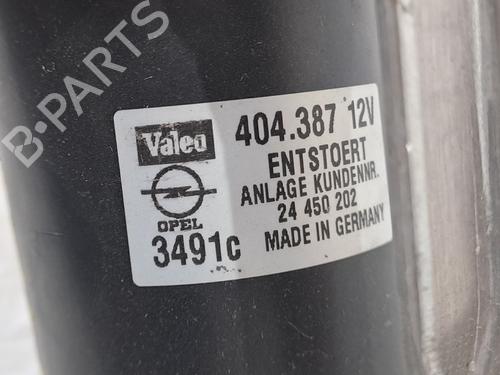 B-PARTS
Valeo
404.387 12V
ENTSTOERT
ANLAGE KUNDENNR.
24 450 202
MADE IN GERMANY
OPEL
3491c